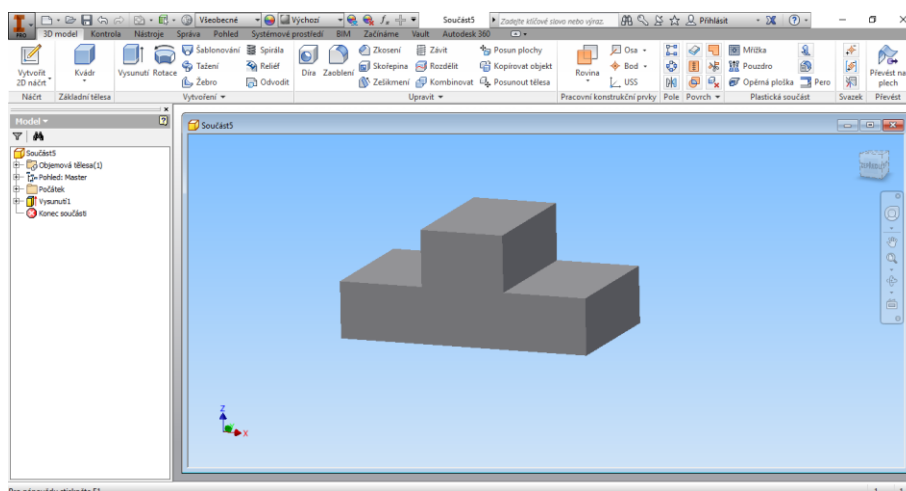 PRO
Všeobecné
Výchozí
Součást5
Zadejte klíčové slovo nebo výraz.
Přihlásit
3D model Kontrola Nástroje Správa Pohled Systémové prostředí BIM Začínáme Vault Autodesk 360
Vytvořit
2D náčrt
Kvádr
Vysunutí Rotace
Šablonování
Tažení
Žebro
Spirála
Reliéf
Odvodit
Díra
Zaoblení
Zkosení
Skořepina
Zešikmení
Závit
Rozdělit
Kombinovat
Posun plochy
Kopírovat objekt
Posunout tělesa
Rovina
Osa
Bod
USS
Mřížka
Pouzdro
Opěrná ploška
Pero
Převést na
plech
Náčrt
Základní tělesa
Vytvoření
Upravit
Pracovní konstrukční prvky
Pole
Povrch
Plastická součást
Svazek
Převést
Model
Součást5
Objemová tělesa(1)
Pohled: Master
Počátek
Vysunutí1
Konec součásti
Součást5
Z
X